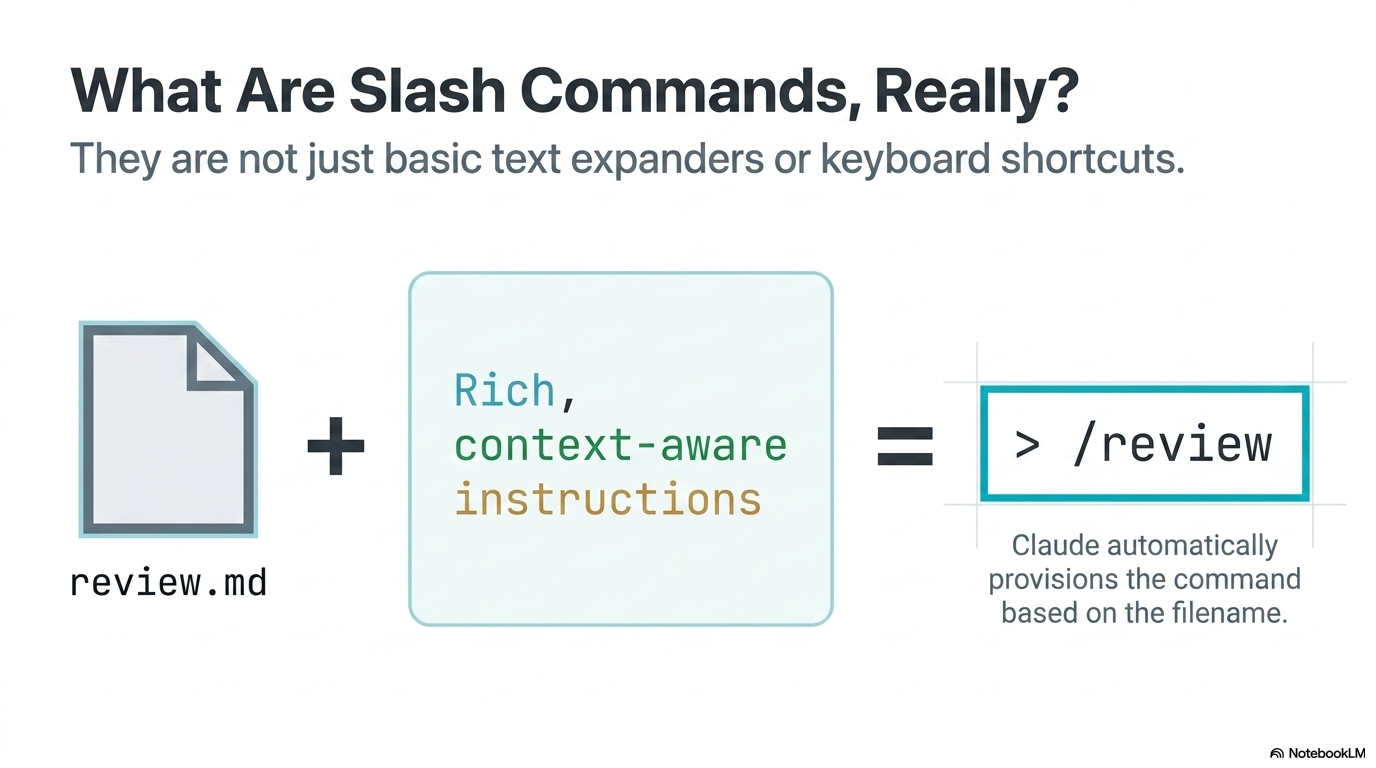 What Are Slash Commands, Really?
They are not just basic text expanders or keyboard shortcuts.
review.md
+
Rich,
context-aware
instructions
=
> /review
Claude automatically
provisions the command
based on the filename.
NotebookLM